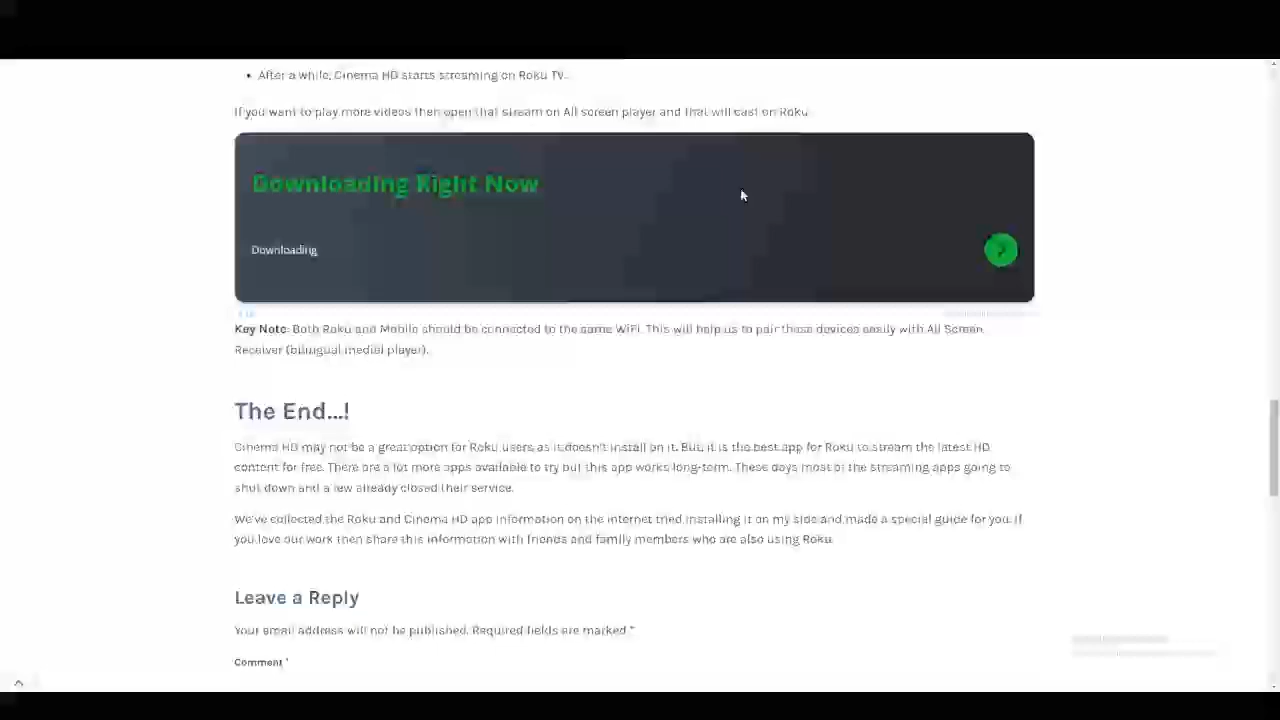 • After a while, Cinema HD starts streaming on Roku TV.
If you want to play more videos then open that stream on All screen player and that will cast on Roku.
Downloading Right Now
Downloading
Key Note: Both Roku and Mobile should be connected to the same WiFi. This will help us to pair those devices easily with All Screen
Receiver (bilingual medial player).
The End...!
Cinema HD may not be a great option for Roku users as it doesn't install on it. But, it is the best app for Roku to stream the latest HD
content for free. There are a lot more apps available to try but this app works long-term. These days most of the streaming apps going to
shut down and a few already closed their service.
We've collected the Roku and Cinema HD app information on the internet tried installing it on my side and made a special guide for you. If
you love our work then share this information with friends and family members who are also using Roku.
Leave a Reply
Your email address will not be published. Required fields are marked *
Comment *